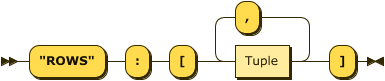 ,
"ROWS" : [ Tuple ]